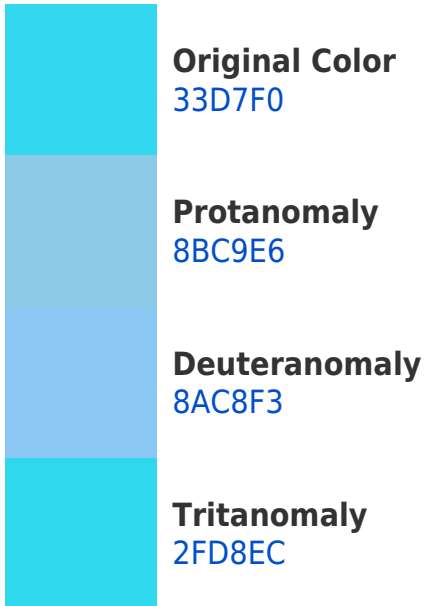 Original Color
33D7F0
Protanomaly
8BC9E6
Deuteranomaly
8AC8F3
Tritanomaly
2FD8EC